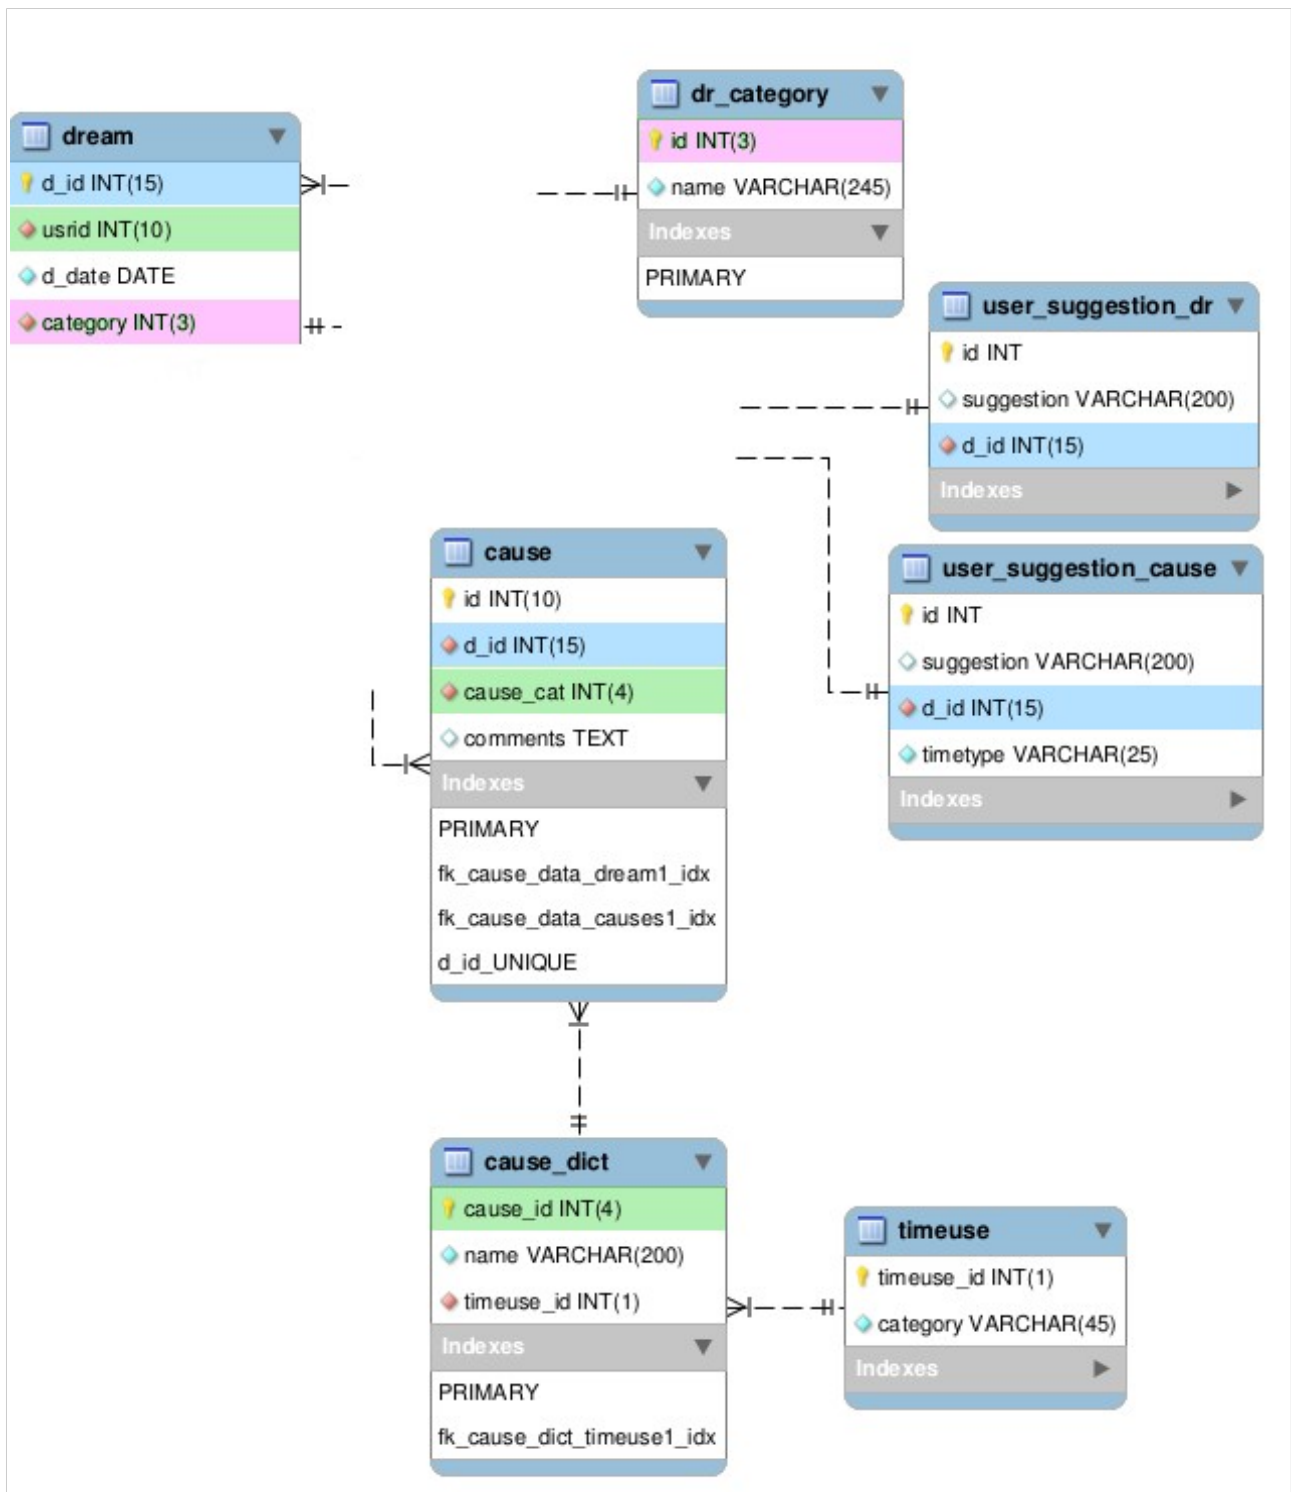 dream
d_id INT(15)
usrid INT(10)
d_date DATE
category INT(3)
dr_category
id INT(3)
name VARCHAR(245)
Indexes
PRIMARY
user_suggestion_dr
id INT
suggestion VARCHAR(200)
d_id INT(15)
Indexes
cause
id INT(10)
d_id INT(15)
cause_cat INT(4)
comments TEXT
Indexes
PRIMARY
fk_cause_data_dream1_idx
fk_cause_data_causes1_idx
d_id_UNIQUE
user_suggestion_cause
id INT
suggestion VARCHAR(200)
d_id INT(15)
timetype VARCHAR(25)
Indexes
cause_dict
cause_id INT(4)
name VARCHAR(200)
timeuse_id INT(1)
Indexes
PRIMARY
fk_cause_dict_timeuse1_idx
timeuse
timeuse_id INT(1)
category VARCHAR(45)
Indexes